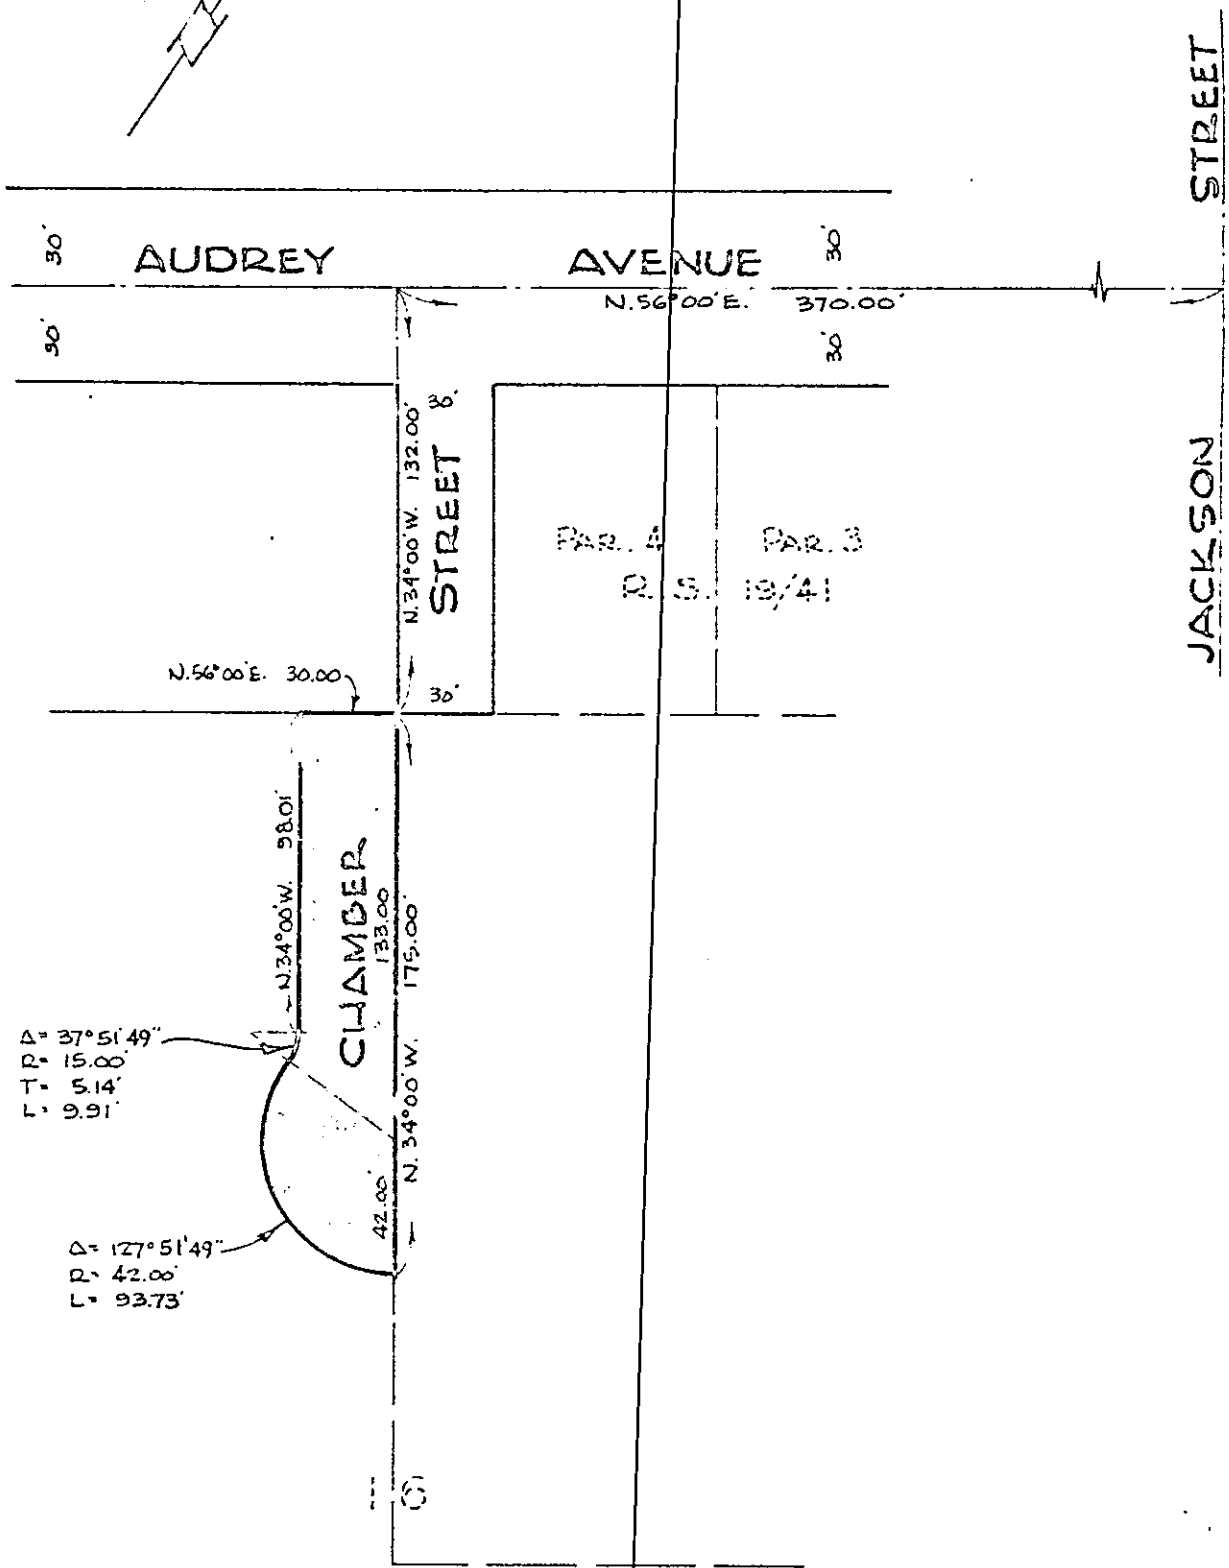 STREET
30'
AUDREY AVENUE
30'
N.56°00'E. 370.00'
30'
30'
30'
N.34°00'W. 132.00'
STREET
JACKSON
PAR. 4 PAR. 3
R. S. 19/41
N.56°00'E. 30.00
30'
N.34°00'W. 98.01'
CHAMBER
133.00
N.34°00'W. 175.00'
Δ= 37°51'49"
R= 15.00'
T= 5.14'
L= 9.91'
42.00'
Δ= 127°51'49"
R= 42.00'
L= 93.73'
16